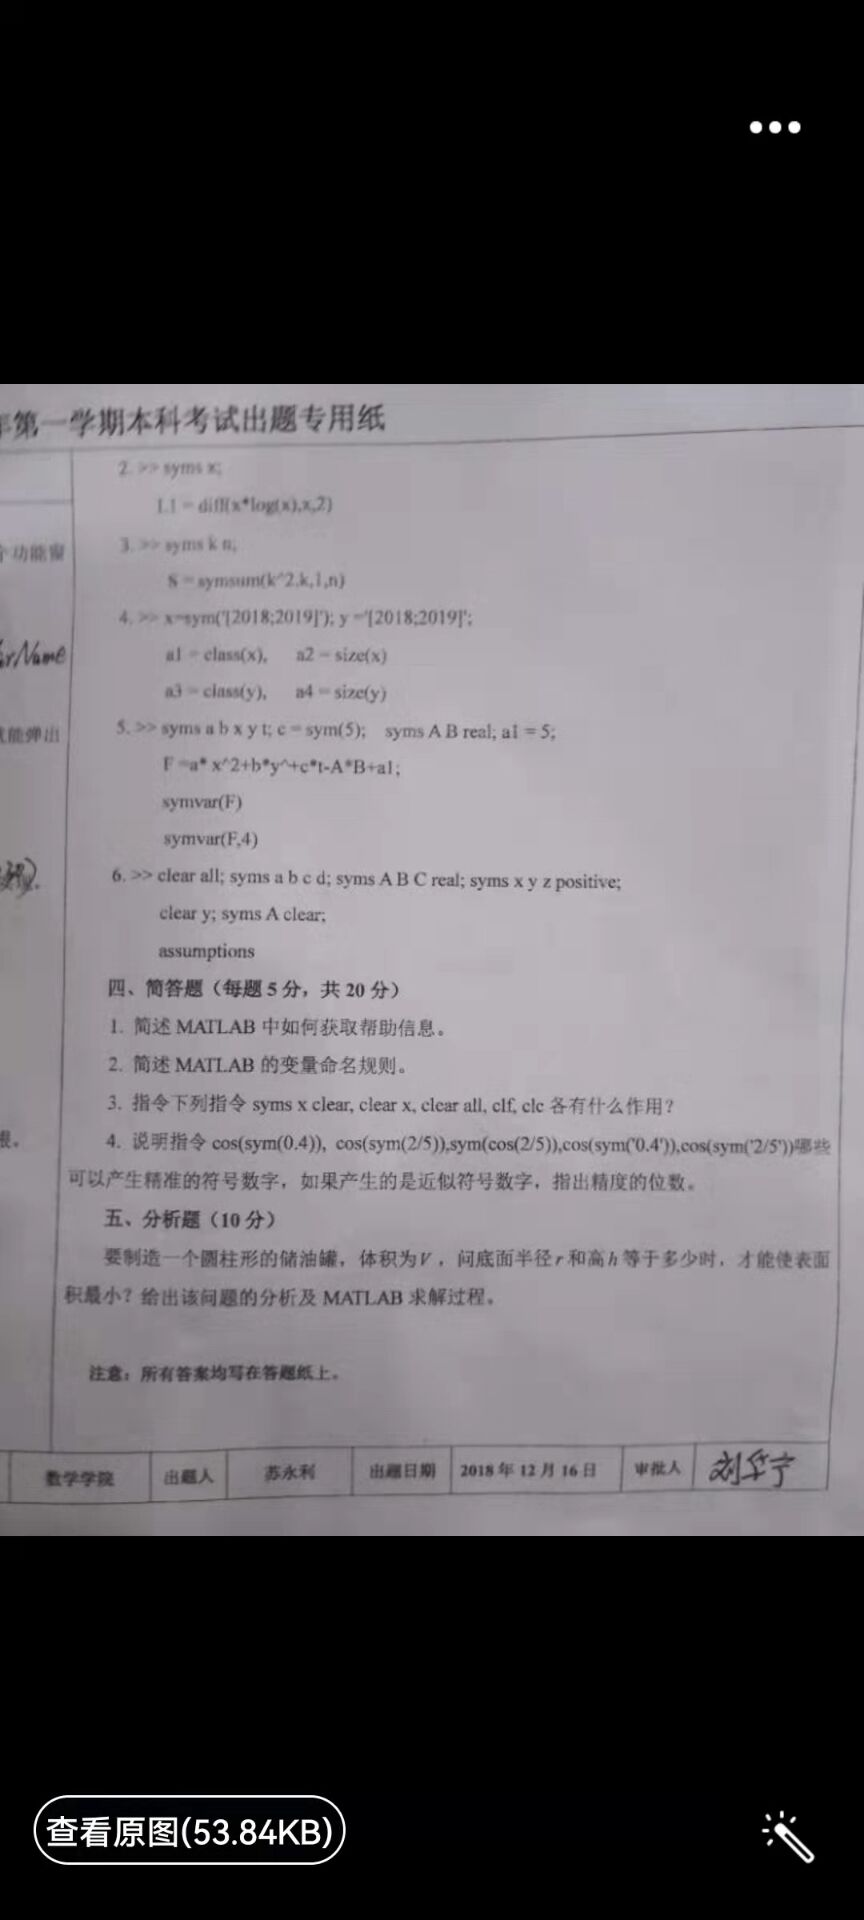 第一学期本科考试出题专用纸
2. >> syms x;
L1 = diff(x*log(x),x,2)
个功能窗
3. >> syms k n,
S = symsum(k^2,k,1,n)
4. >> x=sym('[2018;2019]'); y ='[2018;2019]';
a1 = class(x), a2 = size(x)
arName
a3 = class(y), a4 = size(y)
能弹出
5. >> syms a b x y t; c = sym(5); syms A B real; a1 = 5;
F =a* x^2+b*y^+c*t-A*B+a1;
symvar(F)
symvar(F,4)
6. >> clear all; syms a b c d; syms A B C real; syms x y z positive;
clear y; syms A clear;
assumptions
四、简答题（每题 5 分，共 20 分）
1. 简述 MATLAB 中如何获取帮助信息。
2. 简述 MATLAB 的变量命名规则。
3. 指令下列指令 syms x clear, clear x, clear all, clf, clc 各有什么作用?
4. 说明指令 cos(sym(0.4)), cos(sym(2/5)),sym(cos(2/5)),cos(sym('0.4')),cos(sym('2/5'))哪些
可以产生精准的符号数字，如果产生的是近似符号数字，指出精度的位数。
五、分析题（10 分）
要制造一个圆柱形的储油罐，体积为V，问底面半径 r 和高 h 等于多少时，才能使表面
积最小? 给出该问题的分析及 MATLAB 求解过程。
注意：所有答案均写在答题纸上。
数学学院 出题人 苏永利 出题日期 2018 年 12 月 16 日 审批人 刘华宁
查看原图(53.84KB)